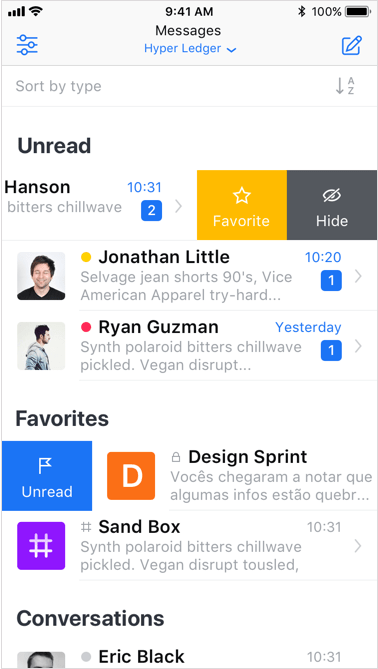 9:41 AM
100%
Messages
Hyper Ledger
Sort by type
A
Z
Unread
Hanson
10:31
bitters chillwave
2
Favorite
Hide
Jonathan Little
10:20
Selvage jean shorts 90's, Vice
American Apparel try-hard...
1
Ryan Guzman
Yesterday
Synth polaroid bitters chillwave
pickled. Vegan disrupt...
1
Favorites
Unread
D
Design Sprint
Vocês chegaram a notar que
algumas infos estão quebr...
#
# Sand Box
10:31
Synth polaroid bitters chillwave
pickled. Vegan disrupt tousled,
Conversations
Eric Black
10:31